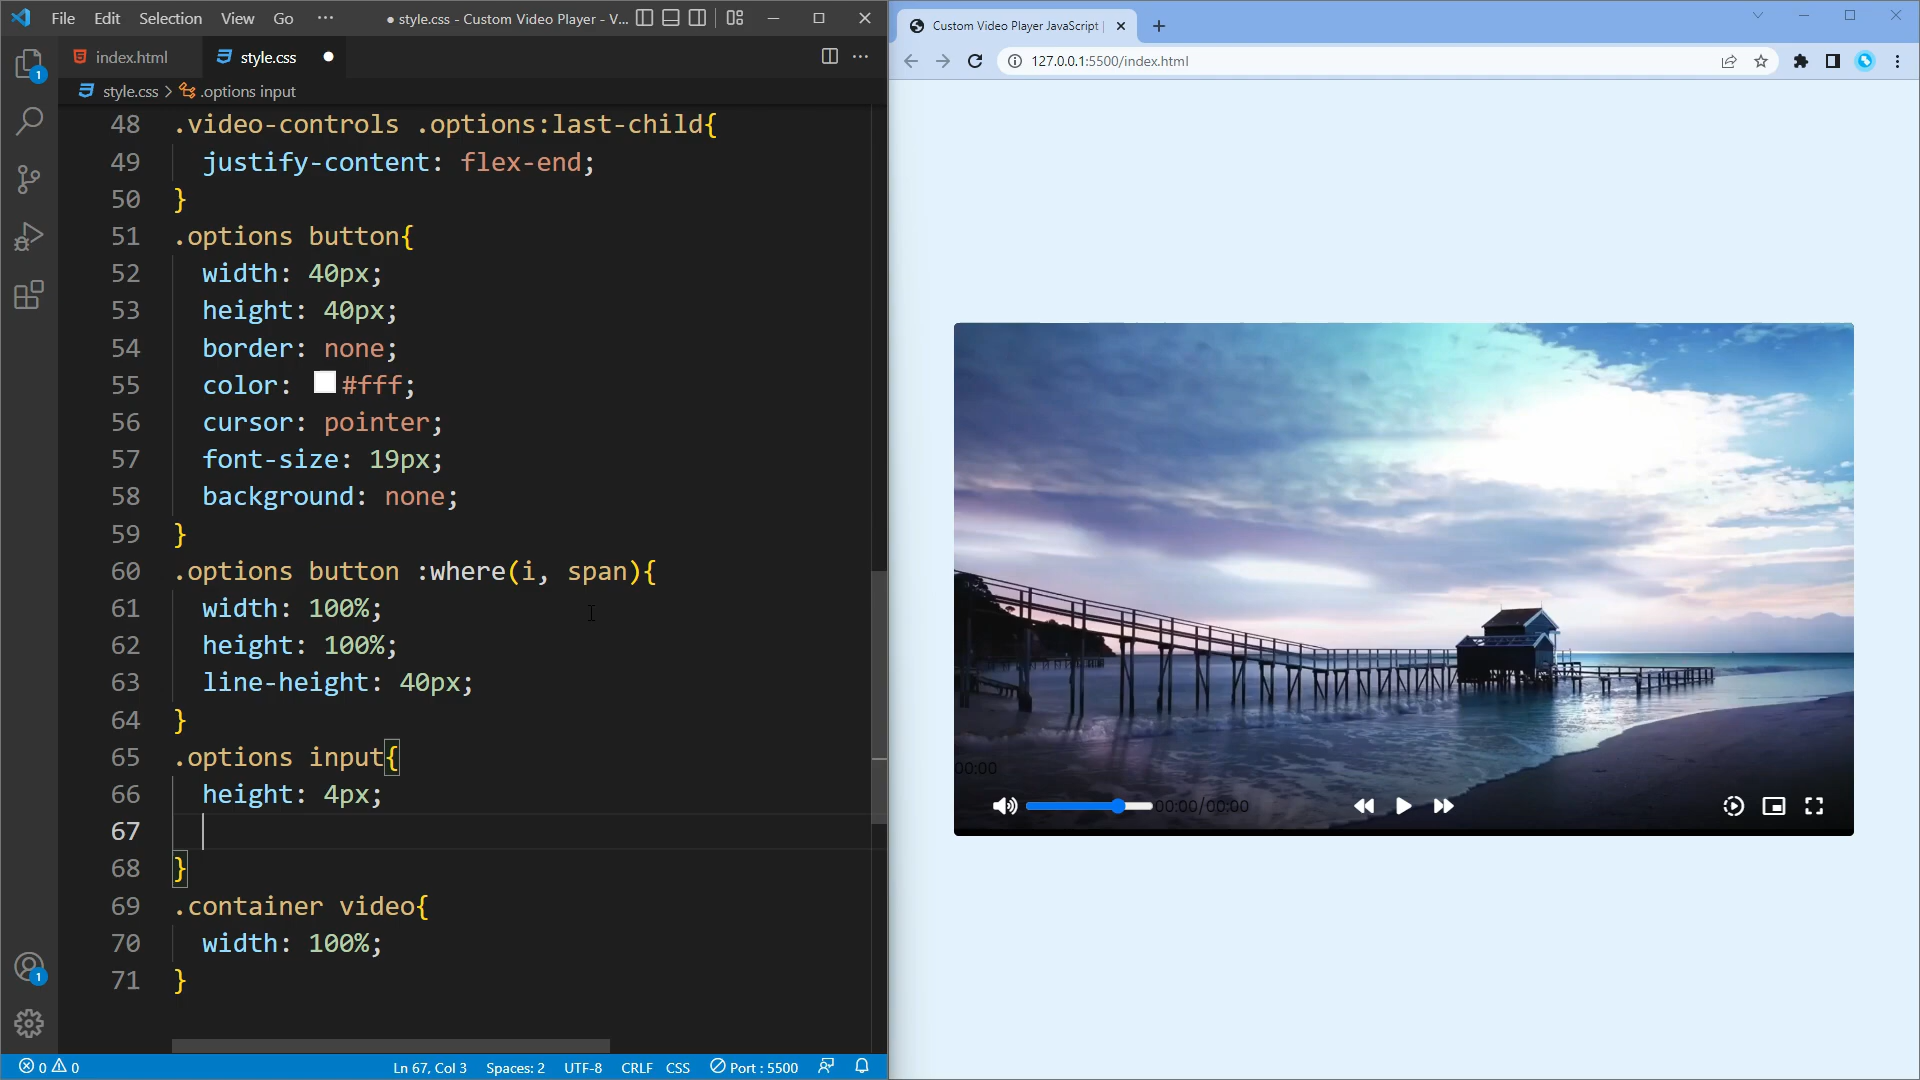 File Edit Selection View Go ··· ● style.css - Custom Video Player - V...
index.html style.css ●
style.css > .options input
48 .video-controls .options:last-child{
49 justify-content: flex-end;
50 }
51 .options button{
52 width: 40px;
53 height: 40px;
54 border: none;
55 color: #fff;
56 cursor: pointer;
57 font-size: 19px;
58 background: none;
59 }
60 .options button :where(i, span){
61 width: 100%;
62 height: 100%;
63 line-height: 40px;
64 }
65 .options input{
66 height: 4px;
67
68 }
69 .container video{
70 width: 100%;
71 }
1
1
0 0 Ln 67, Col 3 Spaces: 2 UTF-8 CRLF CSS Port : 5500
Custom Video Player JavaScript |
127.0.0.1:5500/index.html
00:00
00:00/00:00